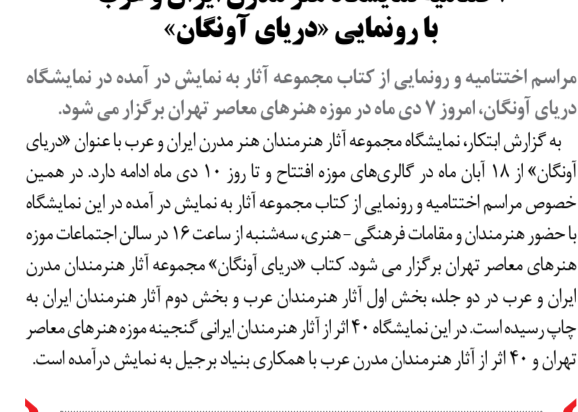 اختتامیه نمایشگاه هنر مدرن ایران و عرب
با رونمایی «دریای آونگان»
مراسم اختتامیه و رونمایی از کتاب مجموعه آثار به نمایش در آمده در نمایشگاه
دریای آونگان، امروز ۷ دی ماه در موزه هنرهای معاصر تهران برگزار می شود.
به گزارش ابتکار، نمایشگاه مجموعه آثار هنرمندان هنر مدرن ایران و عرب با عنوان «دریای
آونگان» از ۱۸ آبان ماه در گالری‌های موزه افتتاح و تا روز ۱۰ دی ماه ادامه دارد. در همین
خصوص مراسم اختتامیه و رونمایی از کتاب مجموعه آثار به نمایش در آمده در این نمایشگاه
با حضور هنرمندان و مقامات فرهنگی - هنری، سه‌شنبه از ساعت ۱۶ در سالن اجتماعات موزه
هنرهای معاصر تهران برگزار می شود. کتاب «دریای آونگان» مجموعه آثار هنرمندان مدرن
ایران و عرب در دو جلد، بخش اول آثار هنرمندان عرب و بخش دوم آثار هنرمندان ایران به
چاپ رسیده است. در این نمایشگاه ۴۰ اثر از آثار هنرمندان ایرانی گنجینه موزه هنرهای معاصر
تهران و ۴۰ اثر از آثار هنرمندان مدرن عرب با همکاری بنیاد برجیل به نمایش درآمده است.